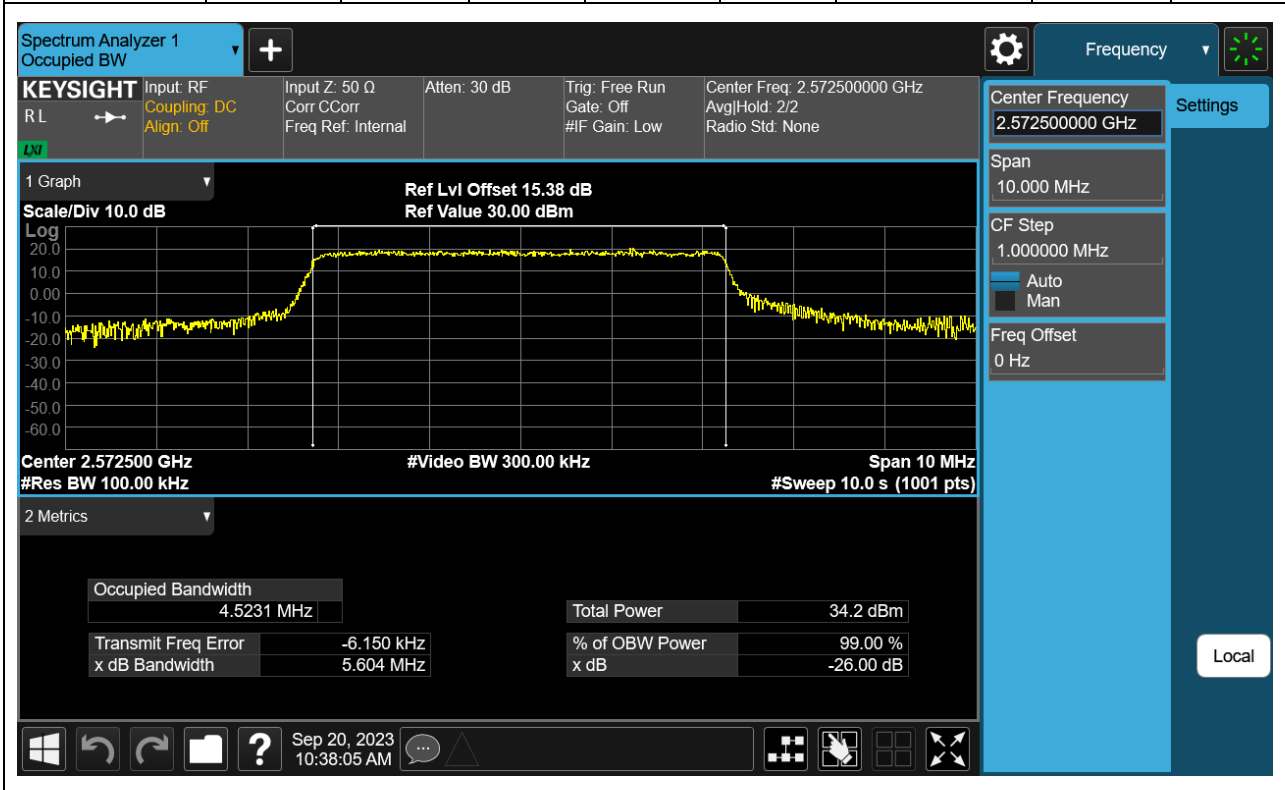 Spectrum Analyzer 1
Occupied BW
Frequency
KEYSIGHT
RL
LXI
Input: RF
Coupling: DC
Align: Off
Input Z: 50 Ω
Corr CCorr
Freq Ref: Internal
Atten: 30 dB
Trig: Free Run
Gate: Off
#IF Gain: Low
Center Freq: 2.572500000 GHz
Avg|Hold: 2/2
Radio Std: None
1 Graph
Scale/Div 10.0 dB
Ref Lvl Offset 15.38 dB
Ref Value 30.00 dBm
Log
20.0
10.0
0.00
-10.0
-20.0
-30.0
-40.0
-50.0
-60.0
Center 2.572500 GHz
#Video BW 300.00 kHz
Span 10 MHz
#Res BW 100.00 kHz
#Sweep 10.0 s (1001 pts)
2 Metrics
Occupied Bandwidth
4.5231 MHz
Total Power 34.2 dBm
Transmit Freq Error -6.150 kHz
% of OBW Power 99.00 %
x dB Bandwidth 5.604 MHz
x dB -26.00 dB
Sep 20, 2023
10:38:05 AM
?
Center Frequency
2.572500000 GHz
Settings
Span
10.000 MHz
CF Step
1.000000 MHz
Auto
Man
Freq Offset
0 Hz
Local